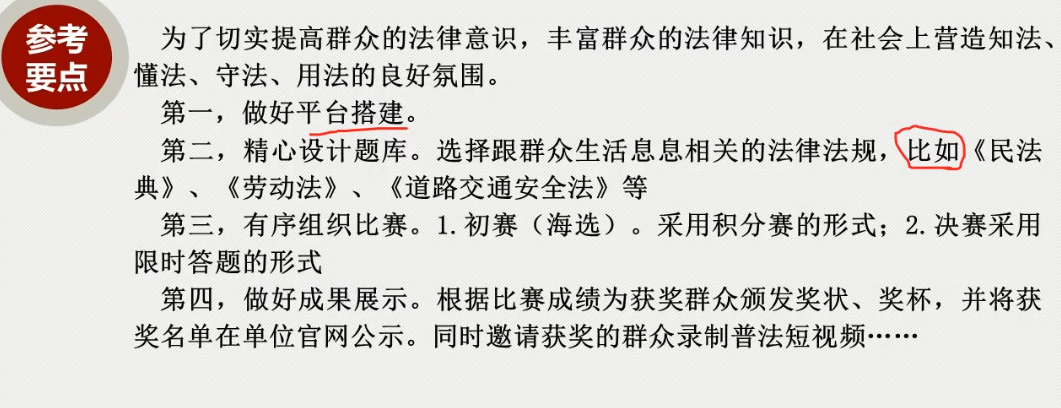 参考
要点
为了切实提高群众的法律意识，丰富群众的法律知识，在社会上营造知法、
懂法、守法、用法的良好氛围。
第一，做好平台搭建。
第二，精心设计题库。选择跟群众生活息息相关的法律法规，比如《民法
典》、《劳动法》、《道路交通安全法》等
第三，有序组织比赛。1.初赛（海选）。采用积分赛的形式；2.决赛采用
限时答题的形式
第四，做好成果展示。根据比赛成绩为获奖群众颁发奖状、奖杯，并将获
奖名单在单位官网公示。同时邀请获奖的群众录制普法短视频……